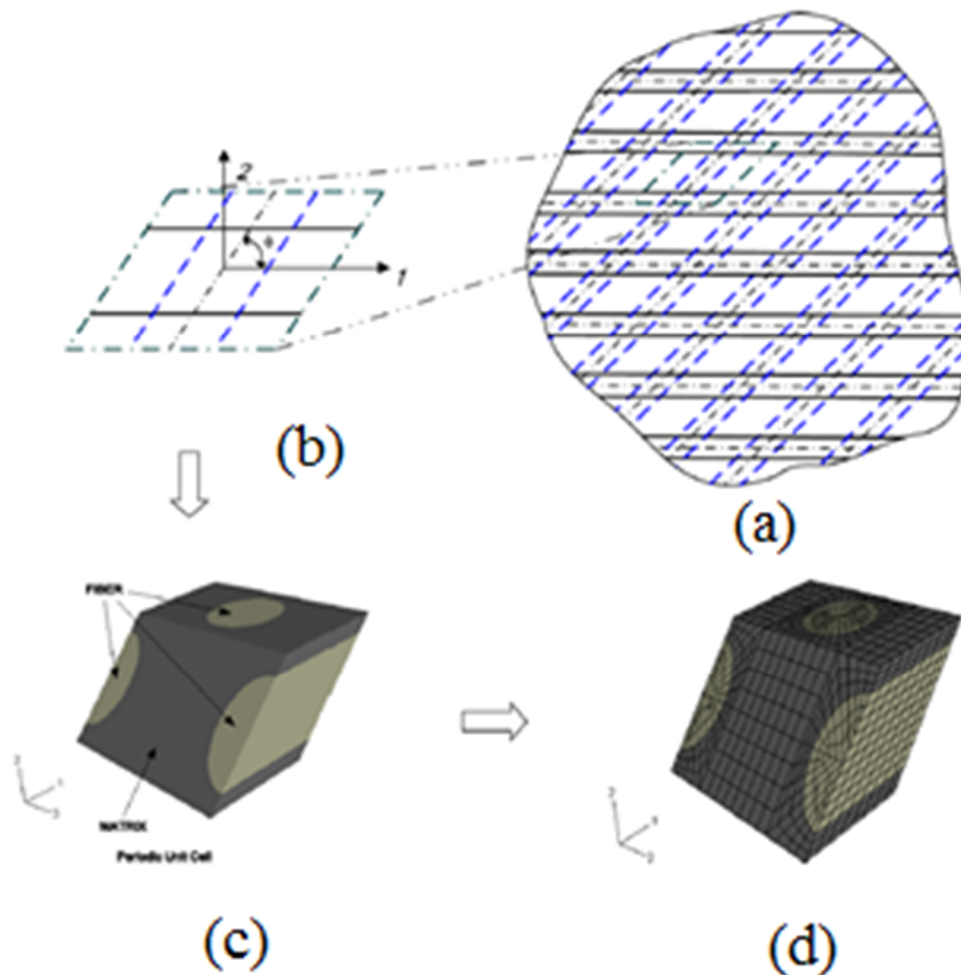 2
θ
1
(b)
(a)
FIBER
MATRIX
Periodic Unit Cell
(c)
(d)